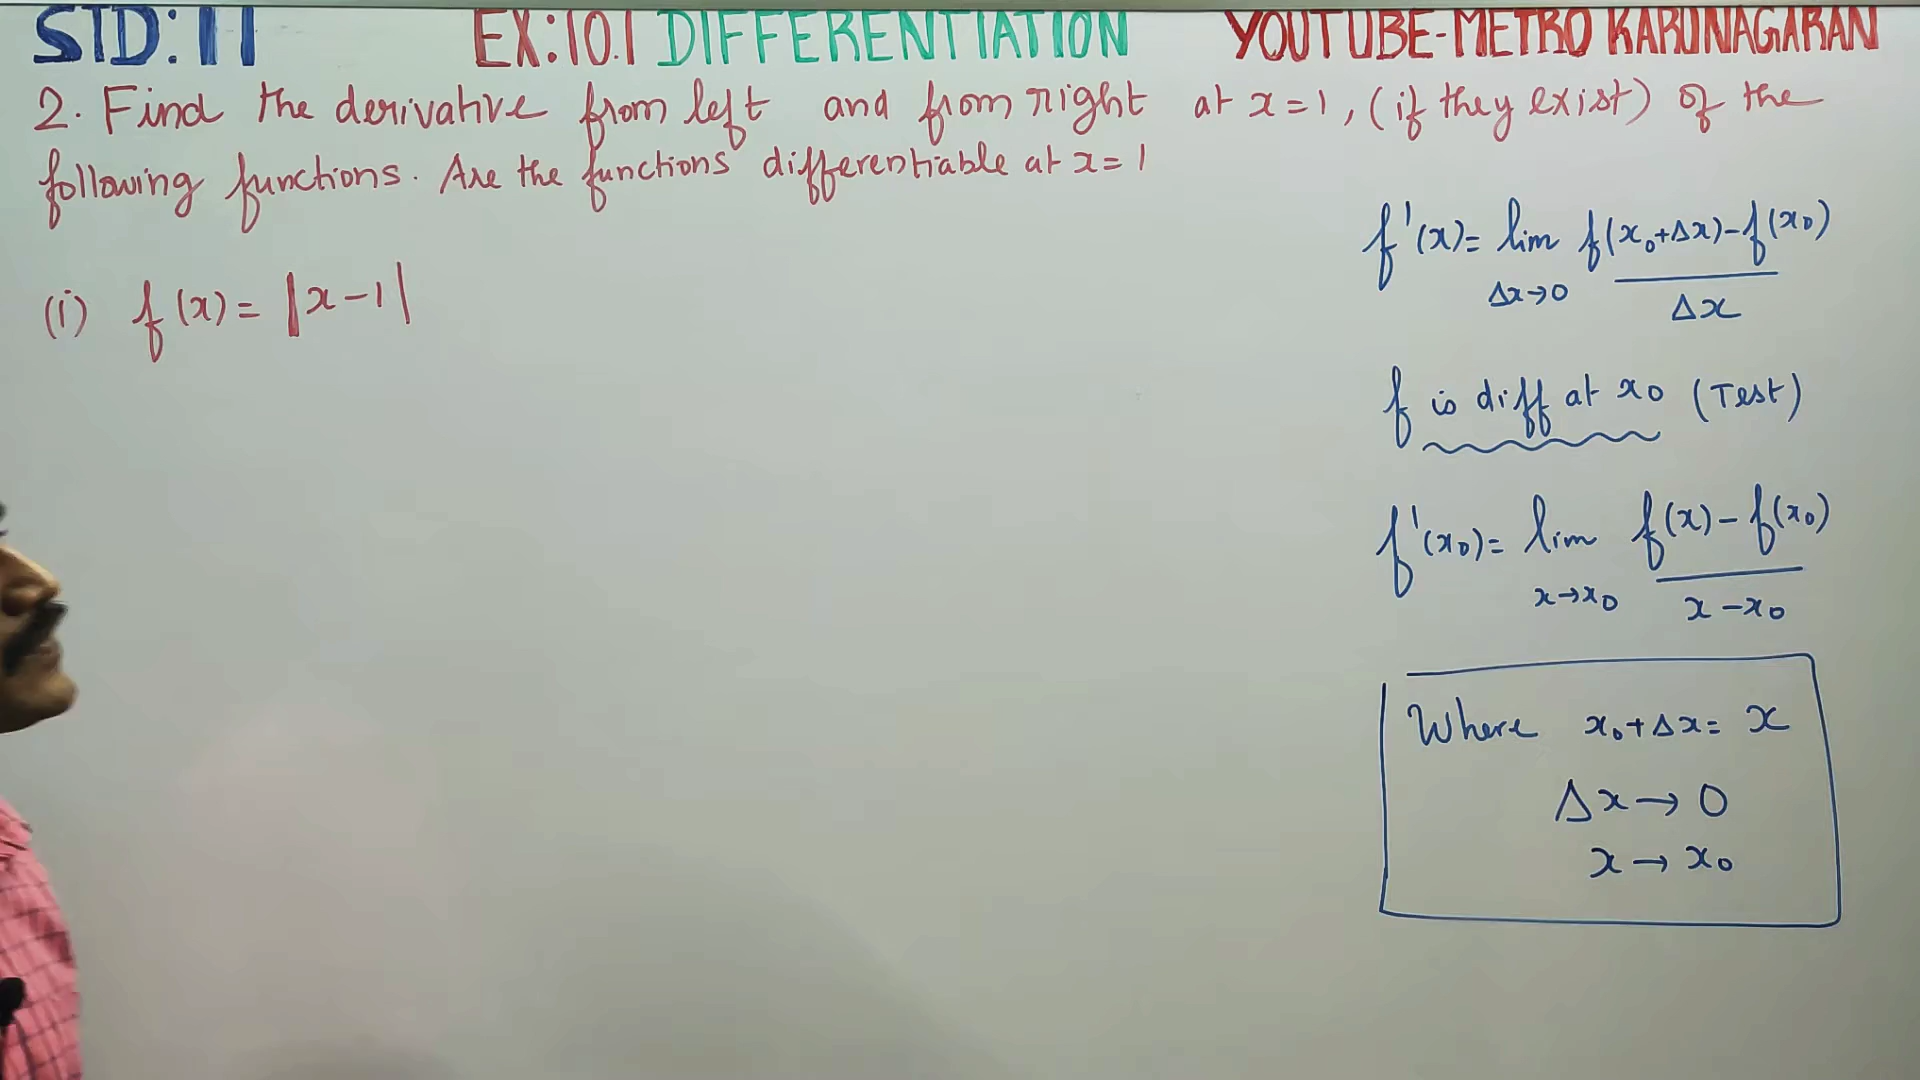 STD: 11 EX:10.1 DIFFERENTIATION YOUTUBE-METRO KARUNAGARAN
2. Find the derivative from left and from right at x=1, (if they exist) of the
following functions. Are the functions differentiable at x=1
(i) f(x) = |x-1|
f'(x)= lim f(x₀+Δx)-f(x₀)
Δx→0 Δx
f is diff at x₀ (Test)
f'(x₀)= lim f(x)-f(x₀)
x→x₀ x-x₀
Where x₀+Δx= x
Δx→0
x→x₀